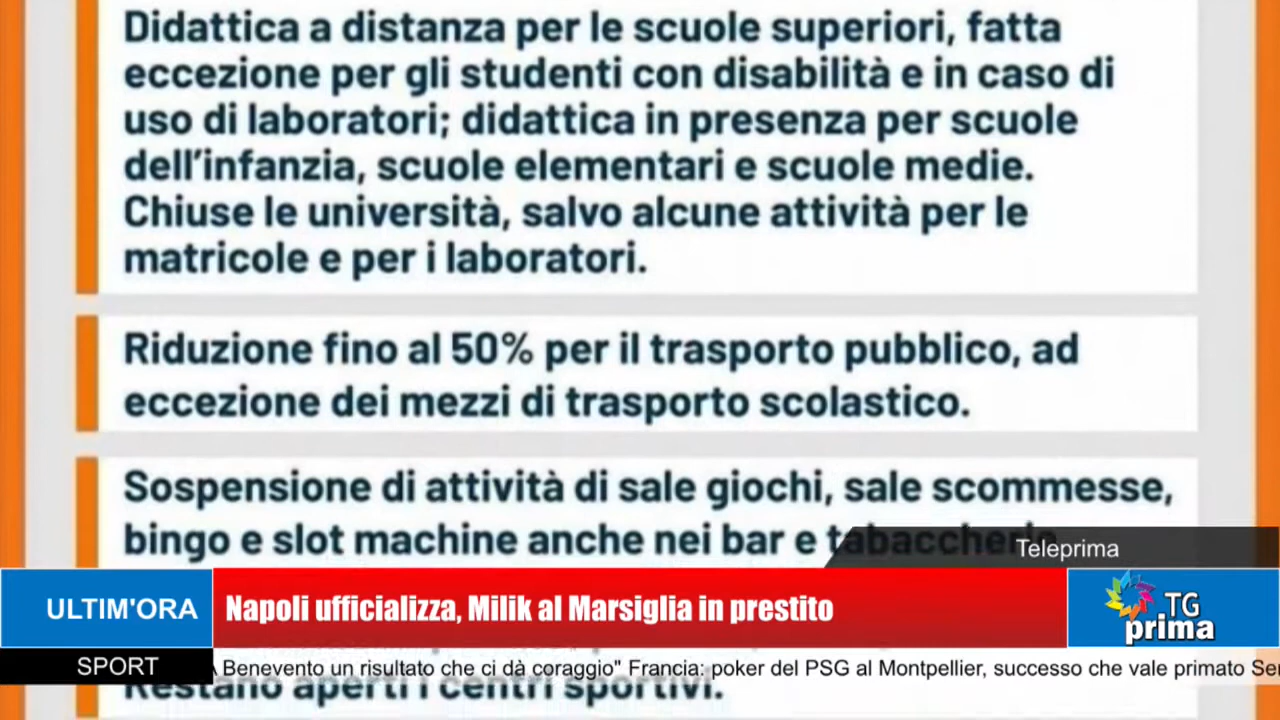 Didattica a distanza per le scuole superiori, fatta
eccezione per gli studenti con disabilità e in caso di
uso di laboratori; didattica in presenza per scuole
dell'infanzia, scuole elementari e scuole medie.
Chiuse le università, salvo alcune attività per le
matricole e per i laboratori.
Riduzione fino al 50% per il trasporto pubblico, ad
eccezione dei mezzi di trasporto scolastico.
Sospensione di attività di sale giochi, sale scommesse,
bingo e slot machine anche nei bar e tabaccherie
Teleprima
ULTIM'ORA
Napoli ufficializza, Milik al Marsiglia in prestito
TG
prima
SPORT
A Benevento un risultato che ci dà coraggio" Francia: poker del PSG al Montpellier, successo che vale primato Ser
Restano aperti i centri sportivi.